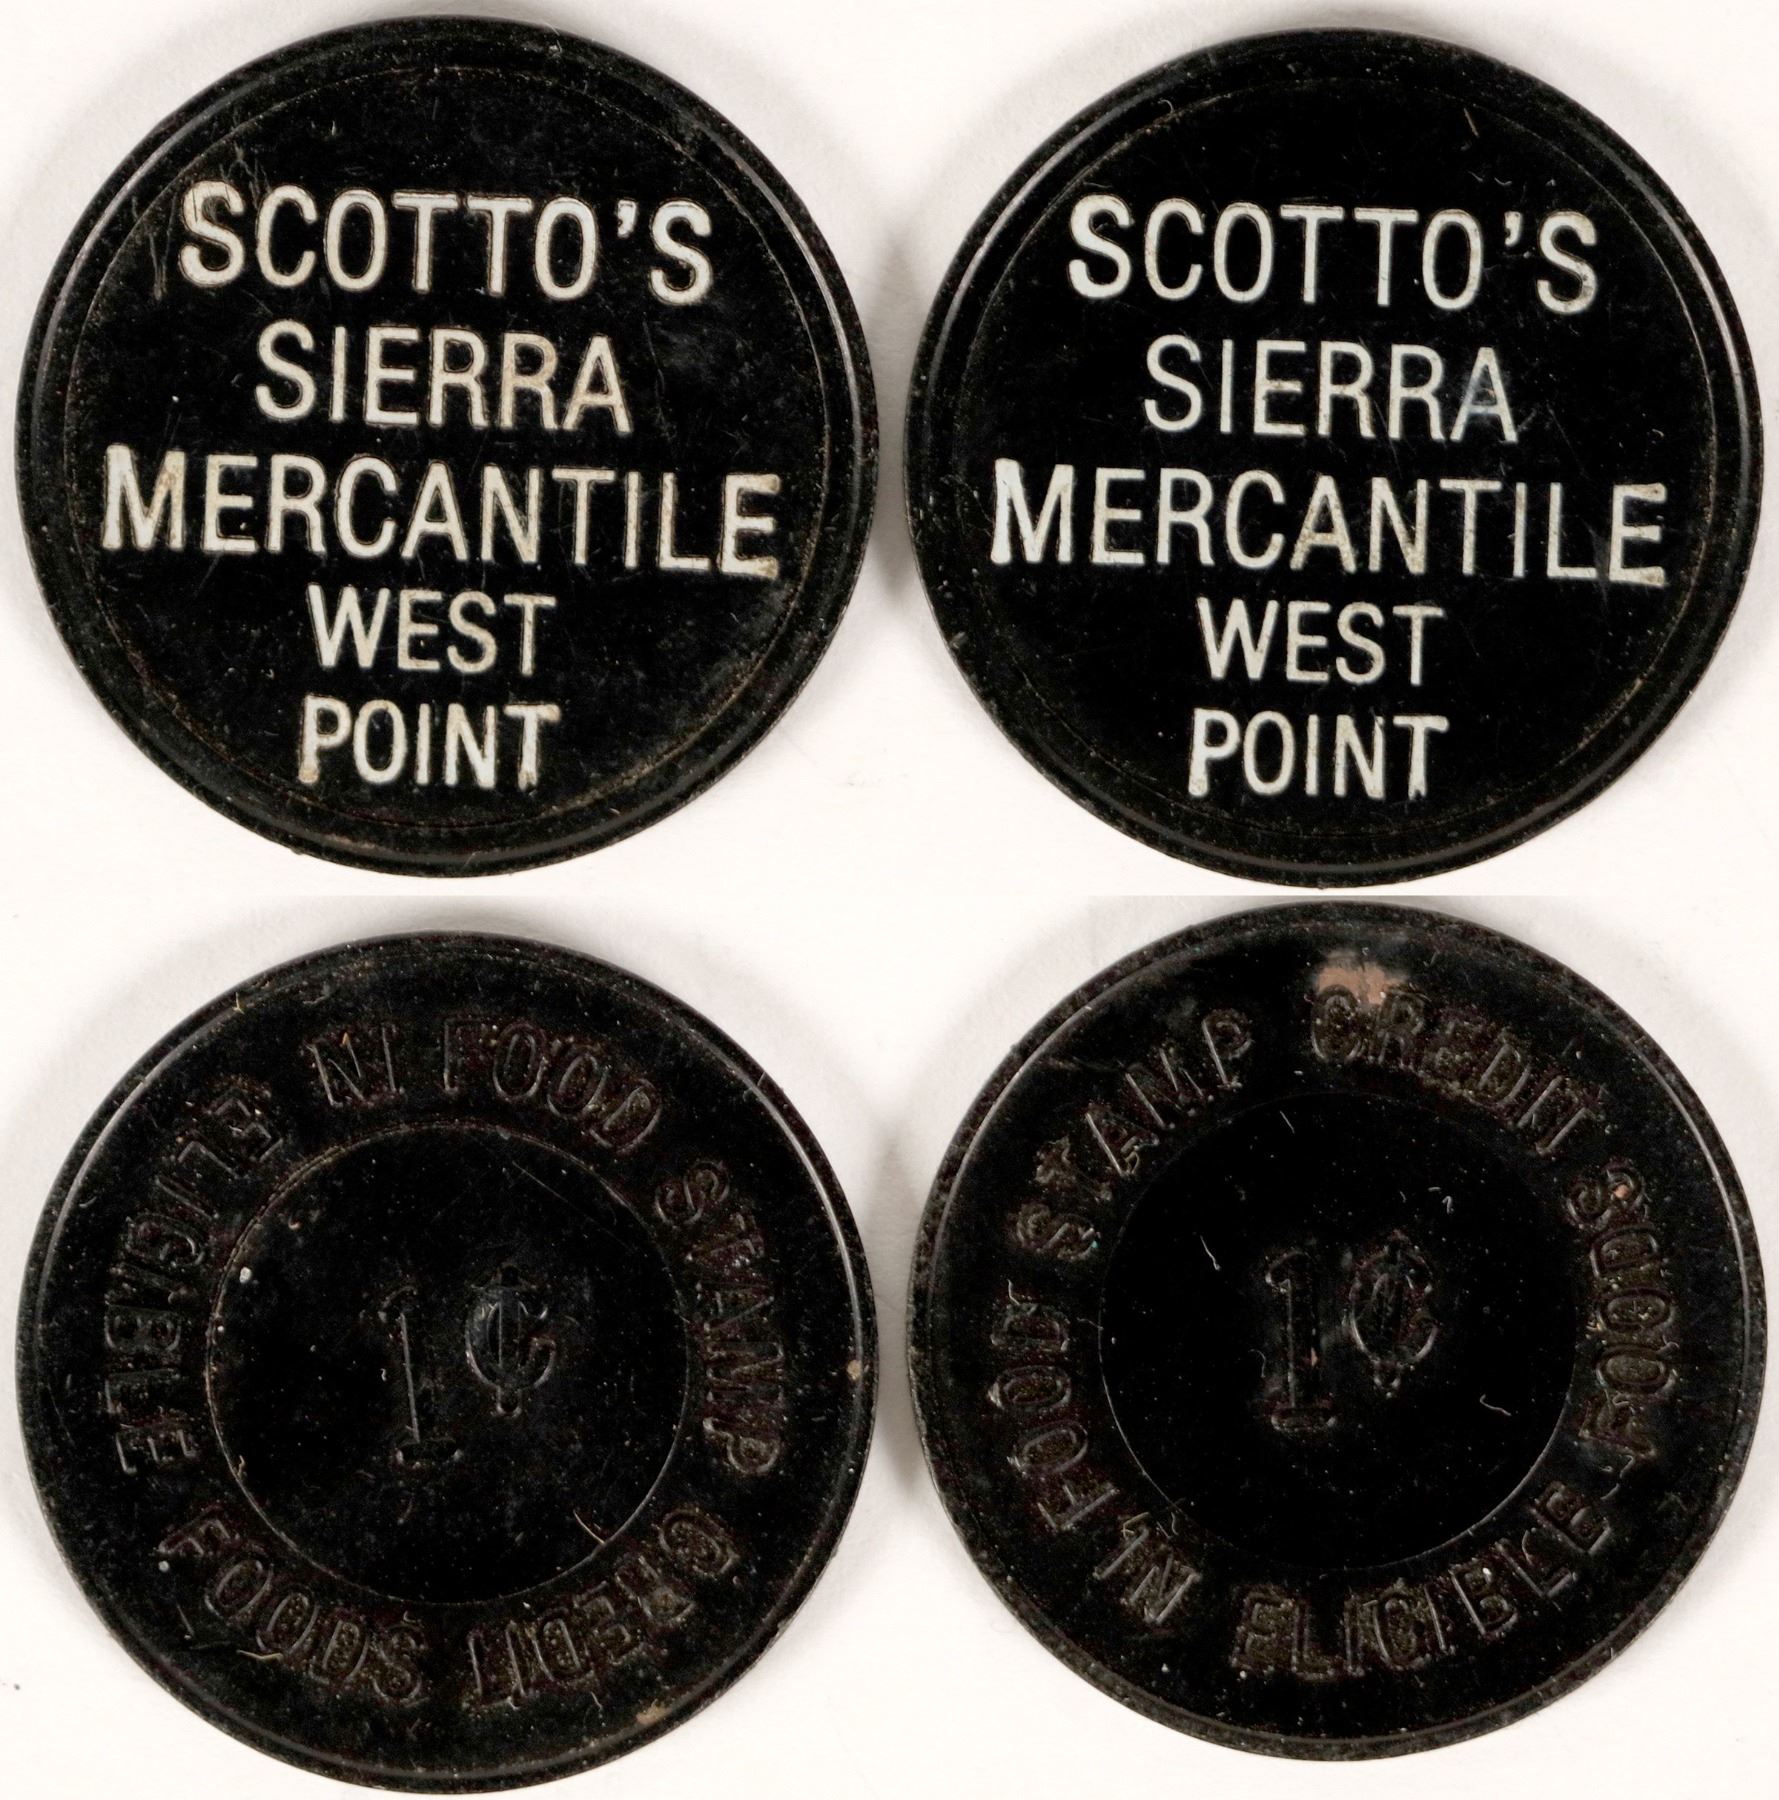 SCOTTO'S
SIERRA
MERCANTILE
WEST
POINT
SCOTTO'S
SIERRA
MERCANTILE
WEST
POINT
FOOD STAMP CREDIT
IN ELIGIBLE FOODS
1¢
FOOD STAMP CREDIT
IN ELIGIBLE FOODS
1¢